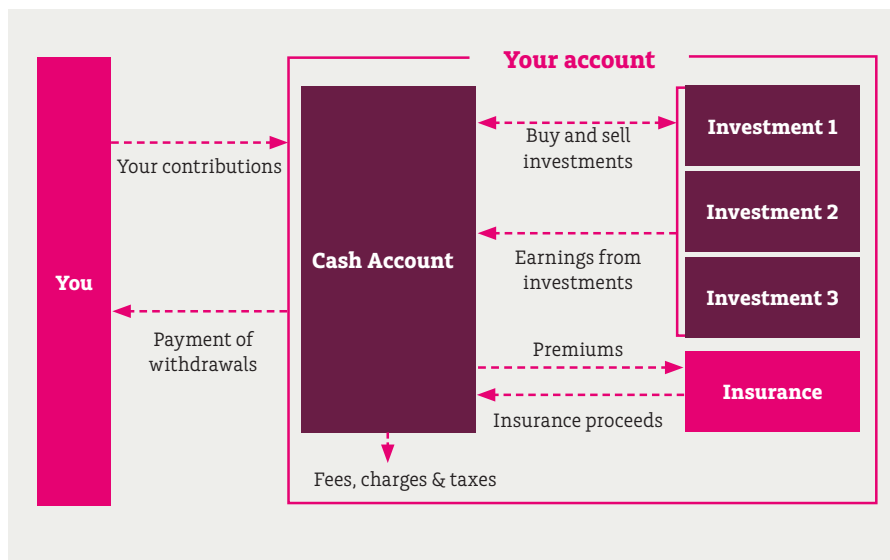 Your account
Investment 1
Buy and sell
investments
Your contributions
Investment 2
Cash Account
Earnings from
investments
You
Investment 3
Payment of
withdrawals
Premiums
Insurance
Insurance proceeds
Fees, charges & taxes